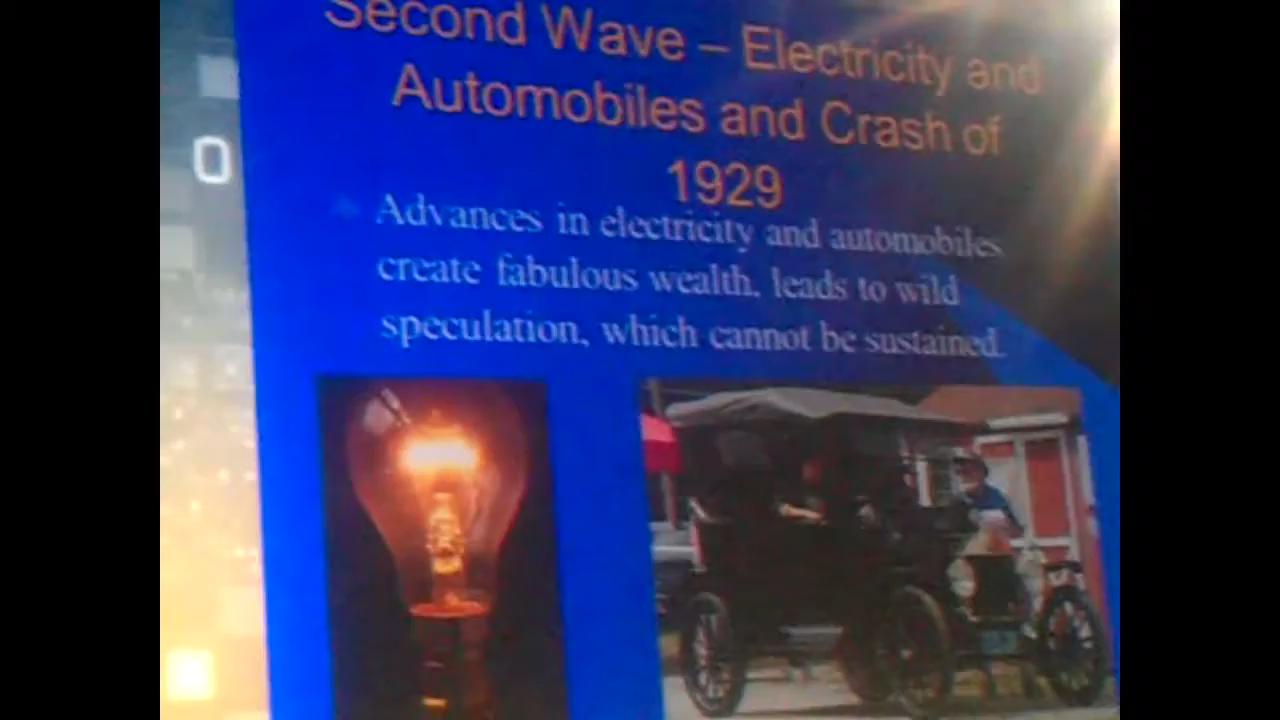 Second Wave – Electricity and
Automobiles and Crash of
1929
Advances in electricity and automobiles
create fabulous wealth, leads to wild
speculation, which cannot be sustained.
0